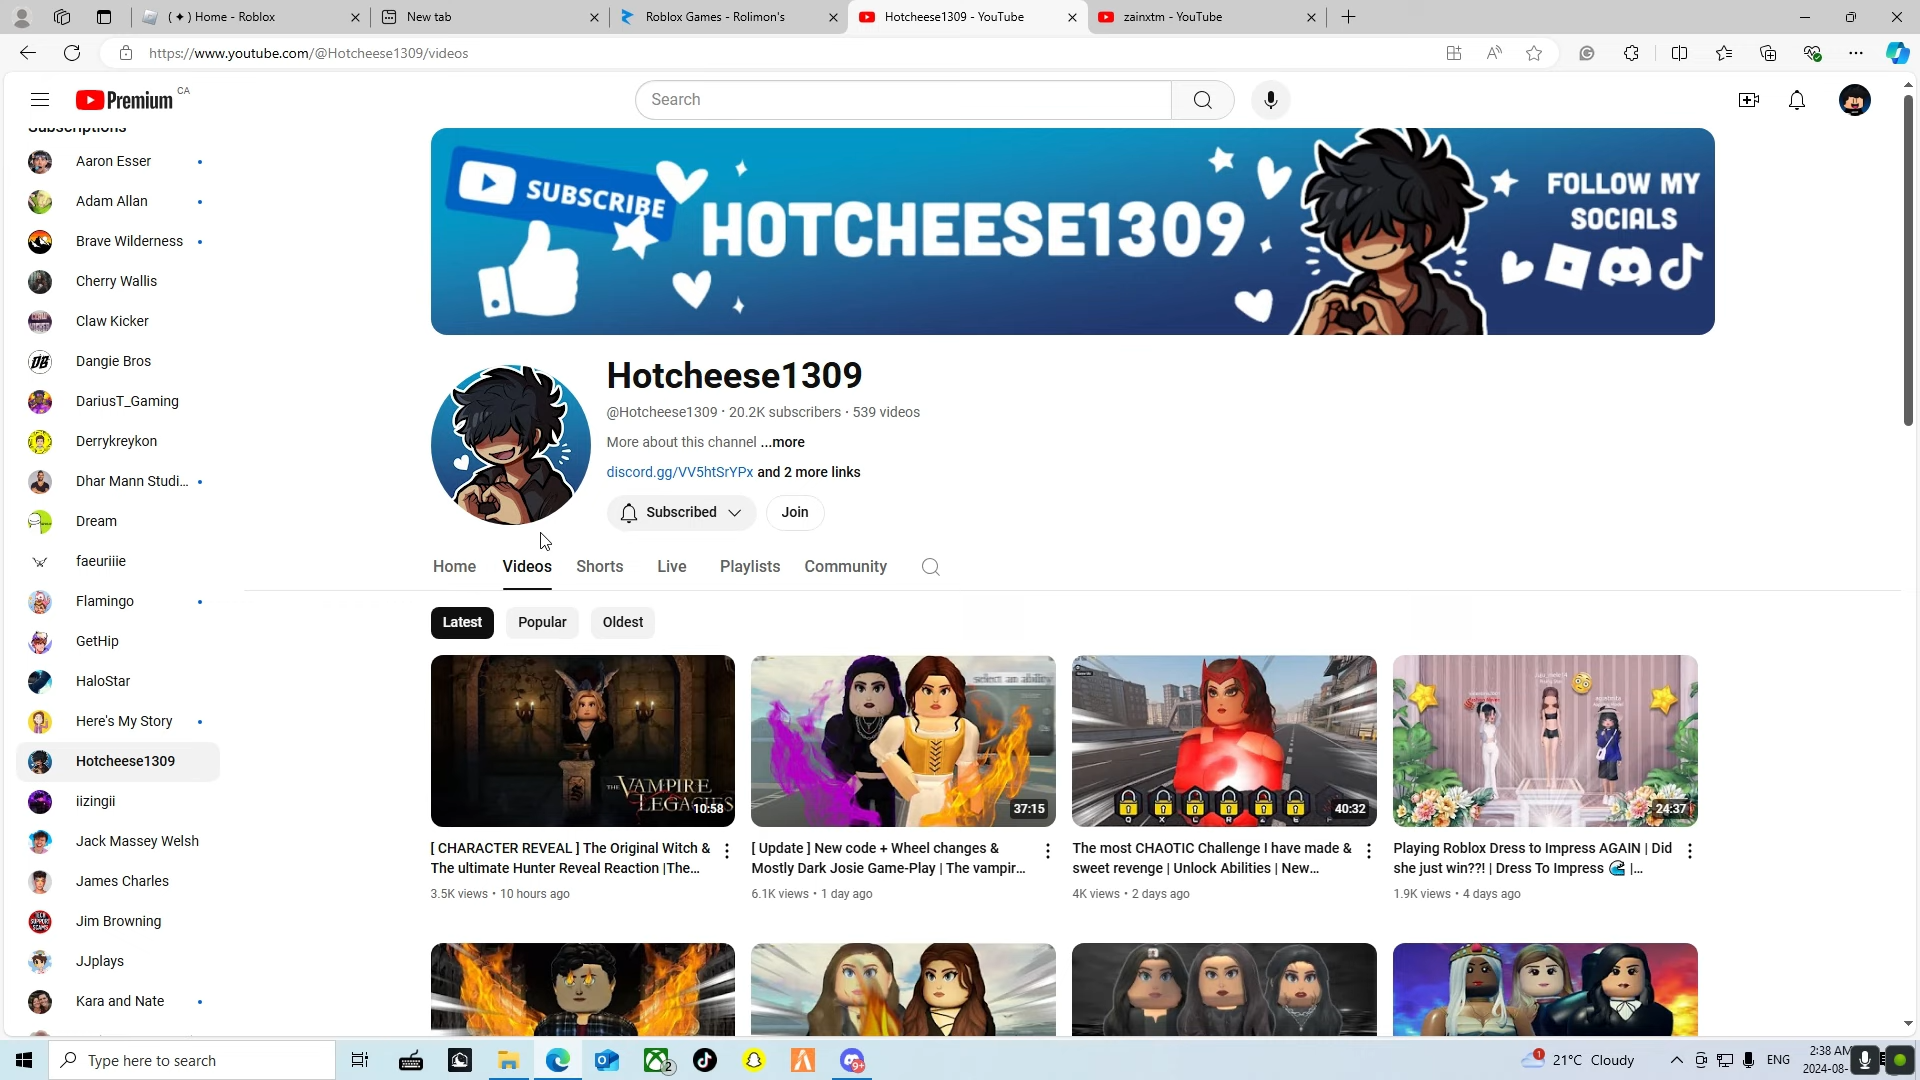 ( ✦ ) Home - Roblox
New tab
Roblox Games - Rolimon's
Hotcheese1309 - YouTube
zainxtm - YouTube
https://www.youtube.com/@Hotcheese1309/videos
Premium CA
Search
Subscriptions
Aaron Esser
Adam Allan
Brave Wilderness
Cherry Wallis
Claw Kicker
Dangie Bros
DariusT_Gaming
Derrykreykon
Dhar Mann Studi...
Dream
faeuriiie
Flamingo
GetHip
HaloStar
Here's My Story
Hotcheese1309
iizingii
Jack Massey Welsh
James Charles
Jim Browning
JJplays
Kara and Nate
SUBSCRIBE
HOTCHEESE1309
FOLLOW MY
SOCIALS
Hotcheese1309
@Hotcheese1309 · 20.2K subscribers · 539 videos
More about this channel ...more
discord.gg/VV5htSrYPx and 2 more links
Subscribed
Join
Home Videos Shorts Live Playlists Community
Latest Popular Oldest
THE VAMPIRE
LEGACIES
10:58
[ CHARACTER REVEAL ] The Original Witch &
The ultimate Hunter Reveal Reaction |The...
3.5K views · 10 hours ago
select an ability
37:15
[ Update ] New code + Wheel changes &
Mostly Dark Josie Game-Play | The vampir...
6.1K views · 1 day ago
40:32
The most CHAOTIC Challenge I have made &
sweet revenge | Unlock Abilities | New...
4K views · 2 days ago
24:37
Playing Roblox Dress to Impress AGAIN | Did
she just win??! | Dress To Impress 🌊 |...
1.9K views · 4 days ago
Type here to search
2
9+
1
21°C Cloudy
ENG
2:38 AM
2024-08-